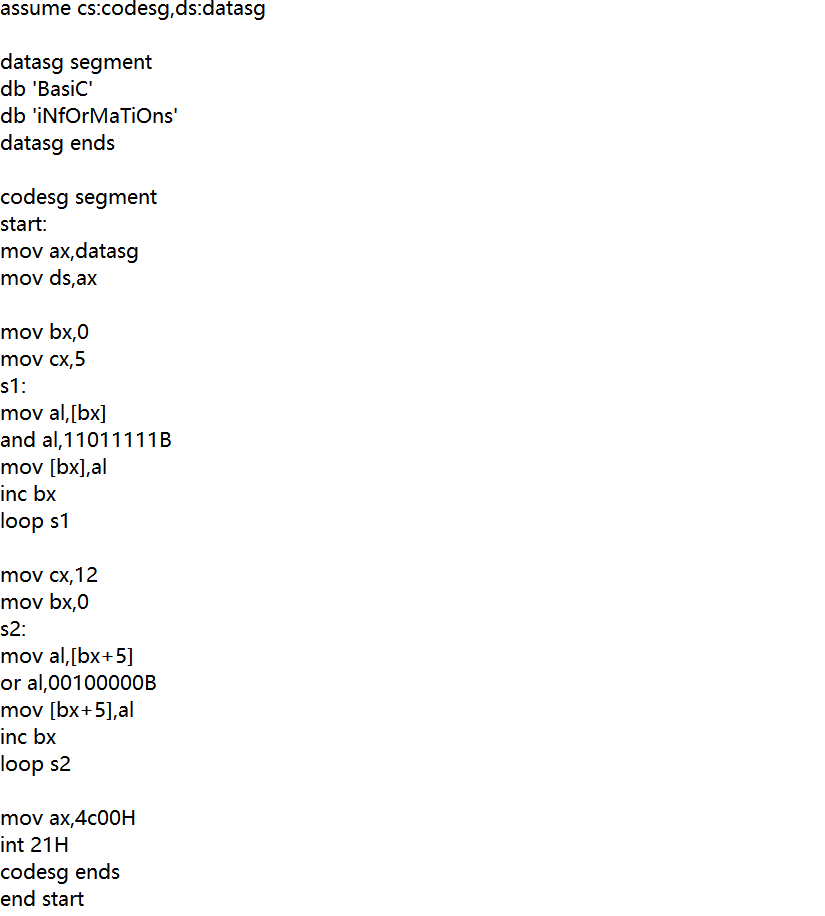 assume cs:codesg,ds:datasg
datasg segment
db 'BasiC'
db 'iNfOrMaTiOns'
datasg ends
codesg segment
start:
mov ax,datasg
mov ds,ax
mov bx,0
mov cx,5
s1:
mov al,[bx]
and al,11011111B
mov [bx],al
inc bx
loop s1
mov cx,12
mov bx,0
s2:
mov al,[bx+5]
or al,00100000B
mov [bx+5],al
inc bx
loop s2
mov ax,4c00H
int 21H
codesg ends
end start